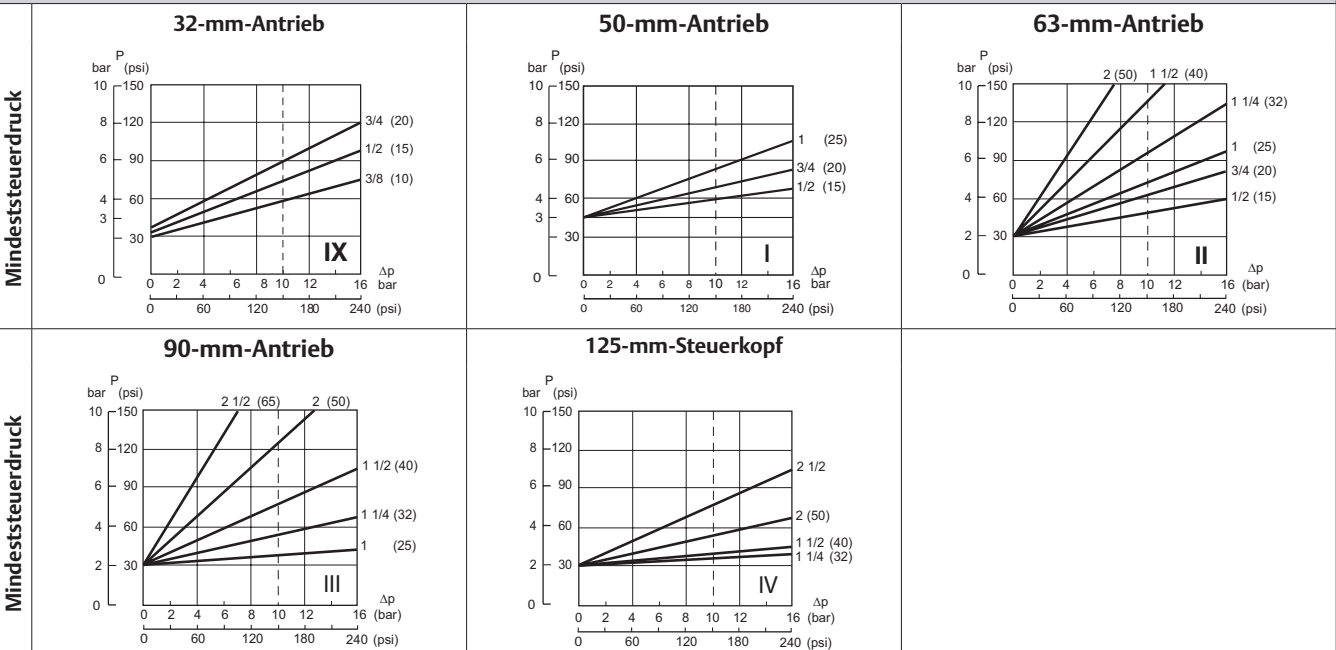 Mindeststeuerdruck
32-mm-Antrieb
P
bar (psi)
10 150
8 120
6 90
4 60
3
30
0
3/4 (20)
1/2 (15)
3/8 (10)
IX
Δp
0 2 4 6 8 10 12 16 bar
0 60 120 180 240 (psi)
50-mm-Antrieb
P
bar (psi)
10 150
8 120
6 90
4 60
3
30
0
1 (25)
3/4 (20)
1/2 (15)
I
Δp
0 2 4 6 8 10 12 16 bar
0 60 120 180 240 (psi)
63-mm-Antrieb
P
bar (psi)
10 150
8 120
6 90
4 60
2 30
0
2 (50) 1 1/2 (40)
1 1/4 (32)
1 (25)
3/4 (20)
1/2 (15)
II
Δp
0 2 4 6 8 10 12 16 (bar)
0 60 120 180 240 (psi)
Mindeststeuerdruck
90-mm-Antrieb
P
bar (psi)
10 150
8 120
6 90
4 60
2 30
0
2 1/2 (65) 2 (50)
1 1/2 (40)
1 1/4 (32)
1 (25)
III
Δp
0 2 4 6 8 10 12 16 (bar)
0 60 120 180 240 (psi)
125-mm-Steuerkopf
P
bar (psi)
10 150
8 120
6 90
4 60
2 30
0
2 1/2
2 (50)
1 1/2 (40)
1 1/4 (32)
IV
Δp
0 2 4 6 8 10 12 16 (bar)
0 60 120 180 240 (psi)